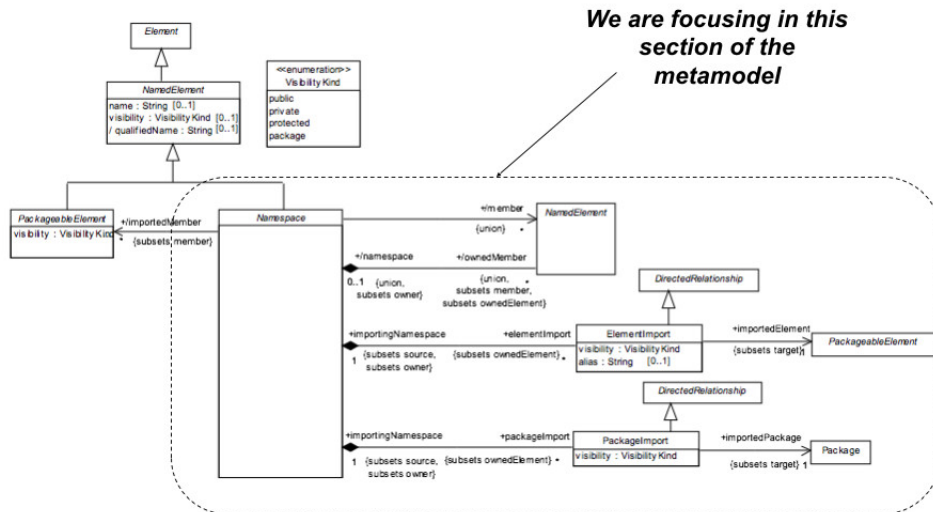 We are focusing in this
section of the
metamodel
Element
NamedElement
name : String [0..1]
visibility : VisibilityKind [0..1]
/ qualifiedName : String [0..1]
<<enumeration>>
VisibilityKind
public
private
protected
package
PackageableElement
visibility : VisibilityKind
+/importedMember
*
{subsets member}
Namespace
+/member
{union} *
NamedElement
+/namespace
+/ownedMember
0..1 {union,
subsets owner}
{union, *
subsets member,
subsets ownedElement}
DirectedRelationship
+importingNamespace
+elementImport
1 {subsets source,
subsets owner}
{subsets ownedElement} *
ElementImport
visibility : VisibilityKind
alias : String [0..1]
+importedElement
{subsets target} 1
PackageableElement
DirectedRelationship
+importingNamespace
+packageImport
1 {subsets source,
subsets owner}
{subsets ownedElement} *
PackageImport
visibility : VisibilityKind
+importedPackage
{subsets target} 1
Package